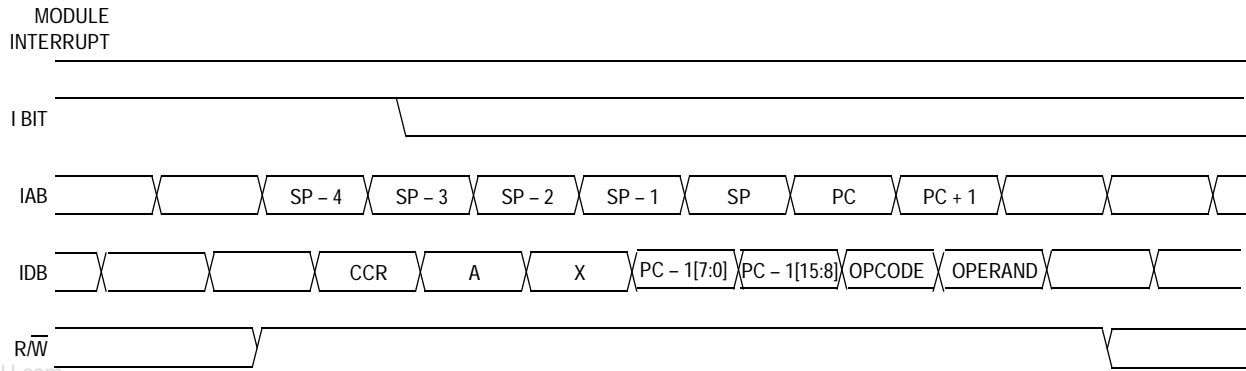 MODULE
INTERRUPT
I BIT
IAB SP – 4 SP – 3 SP – 2 SP – 1 SP PC PC + 1
IDB CCR A X PC – 1[7:0] PC – 1[15:8] OPCODE OPERAND
R/W̅